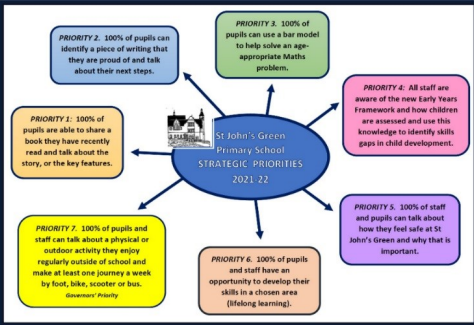 PRIORITY 3.  100% of
pupils can use a bar model
to help solve an age-
appropriate Maths
problem.
PRIORITY 2.  100% of pupils can
identify a piece of writing that
they are proud of and talk
about their next steps.
PRIORITY 4:  All staff are
aware of the new Early Years
Framework and how children
are assessed and use this
knowledge to identify skills
gaps in child development.
PRIORITY 1:  100% of
pupils are able to share a
book they have recently
read and talk about the
story, or the key features.
St John's Green
Primary School
STRATEGIC PRIORITIES
2021-22
PRIORITY 5.  100% of staff
and pupils can talk about
how they feel safe at St
John's Green and why that is
important.
PRIORITY 7.  100% of pupils and
staff can talk about a physical or
outdoor activity they enjoy
regularly outside of school and
make at least one journey a week
by foot, bike, scooter or bus.
Governors' Priority
PRIORITY 6.  100% of pupils
and staff have an
opportunity to develop their
skills in a chosen area
(lifelong learning).